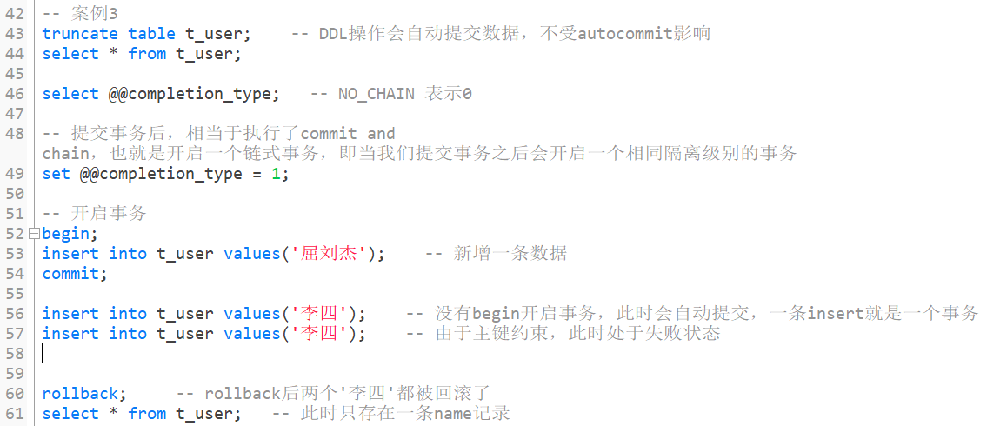 42 -- 案例3
43 truncate table t_user;    -- DDL操作会自动提交数据，不受autocommit影响
44 select * from t_user;
45
46 select @@completion_type;   -- NO_CHAIN 表示0
47
48 -- 提交事务后，相当于执行了commit and
chain，也就是开启一个链式事务，即当我们提交事务之后会开启一个相同隔离级别的事务
49 set @@completion_type = 1;
50
51 -- 开启事务
52 begin;
53 insert into t_user values('屈刘杰');    -- 新增一条数据
54 commit;
55
56 insert into t_user values('李四');    -- 没有begin开启事务，此时会自动提交，一条insert就是一个事务
57 insert into t_user values('李四');    -- 由于主键约束，此时处于失败状态
58
59
60 rollback;     -- rollback后两个'李四'都被回滚了
61 select * from t_user;   -- 此时只存在一条name记录